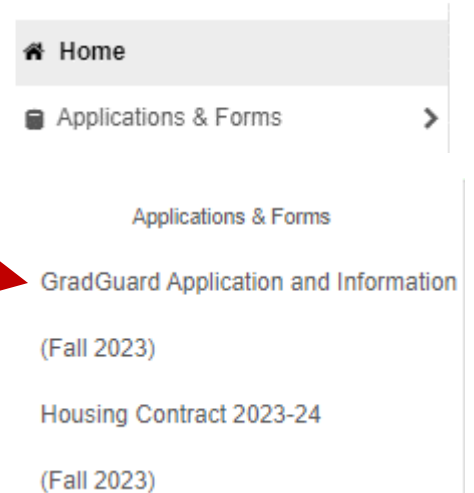 Home
Applications & Forms
Applications & Forms
GradGuard Application and Information
(Fall 2023)
Housing Contract 2023-24
(Fall 2023)